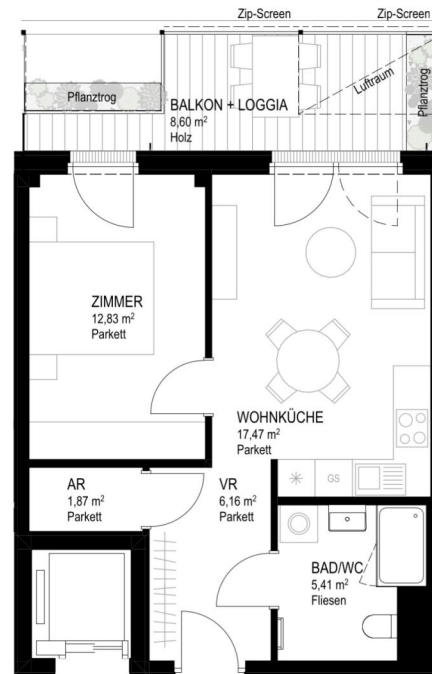 Zip-Screen
Zip-Screen
Pflanztrog
Luftraum
Pflanztrog
BALKON + LOGGIA
8,60 m²
Holz
ZIMMER
12,83 m²
Parkett
WOHNKÜCHE
17,47 m²
Parkett
GS
AR
1,87 m²
Parkett
VR
6,16 m²
Parkett
BAD/WC
5,41 m²
Fliesen